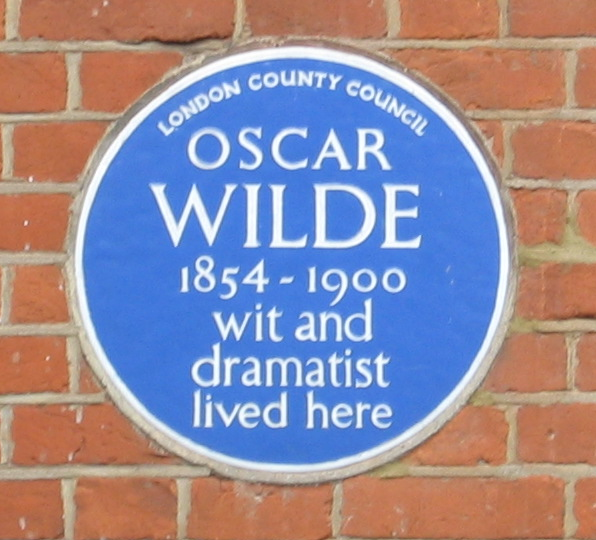 LONDON COUNTY COUNCIL
OSCAR
WILDE
1854 - 1900
wit and
dramatist
lived here